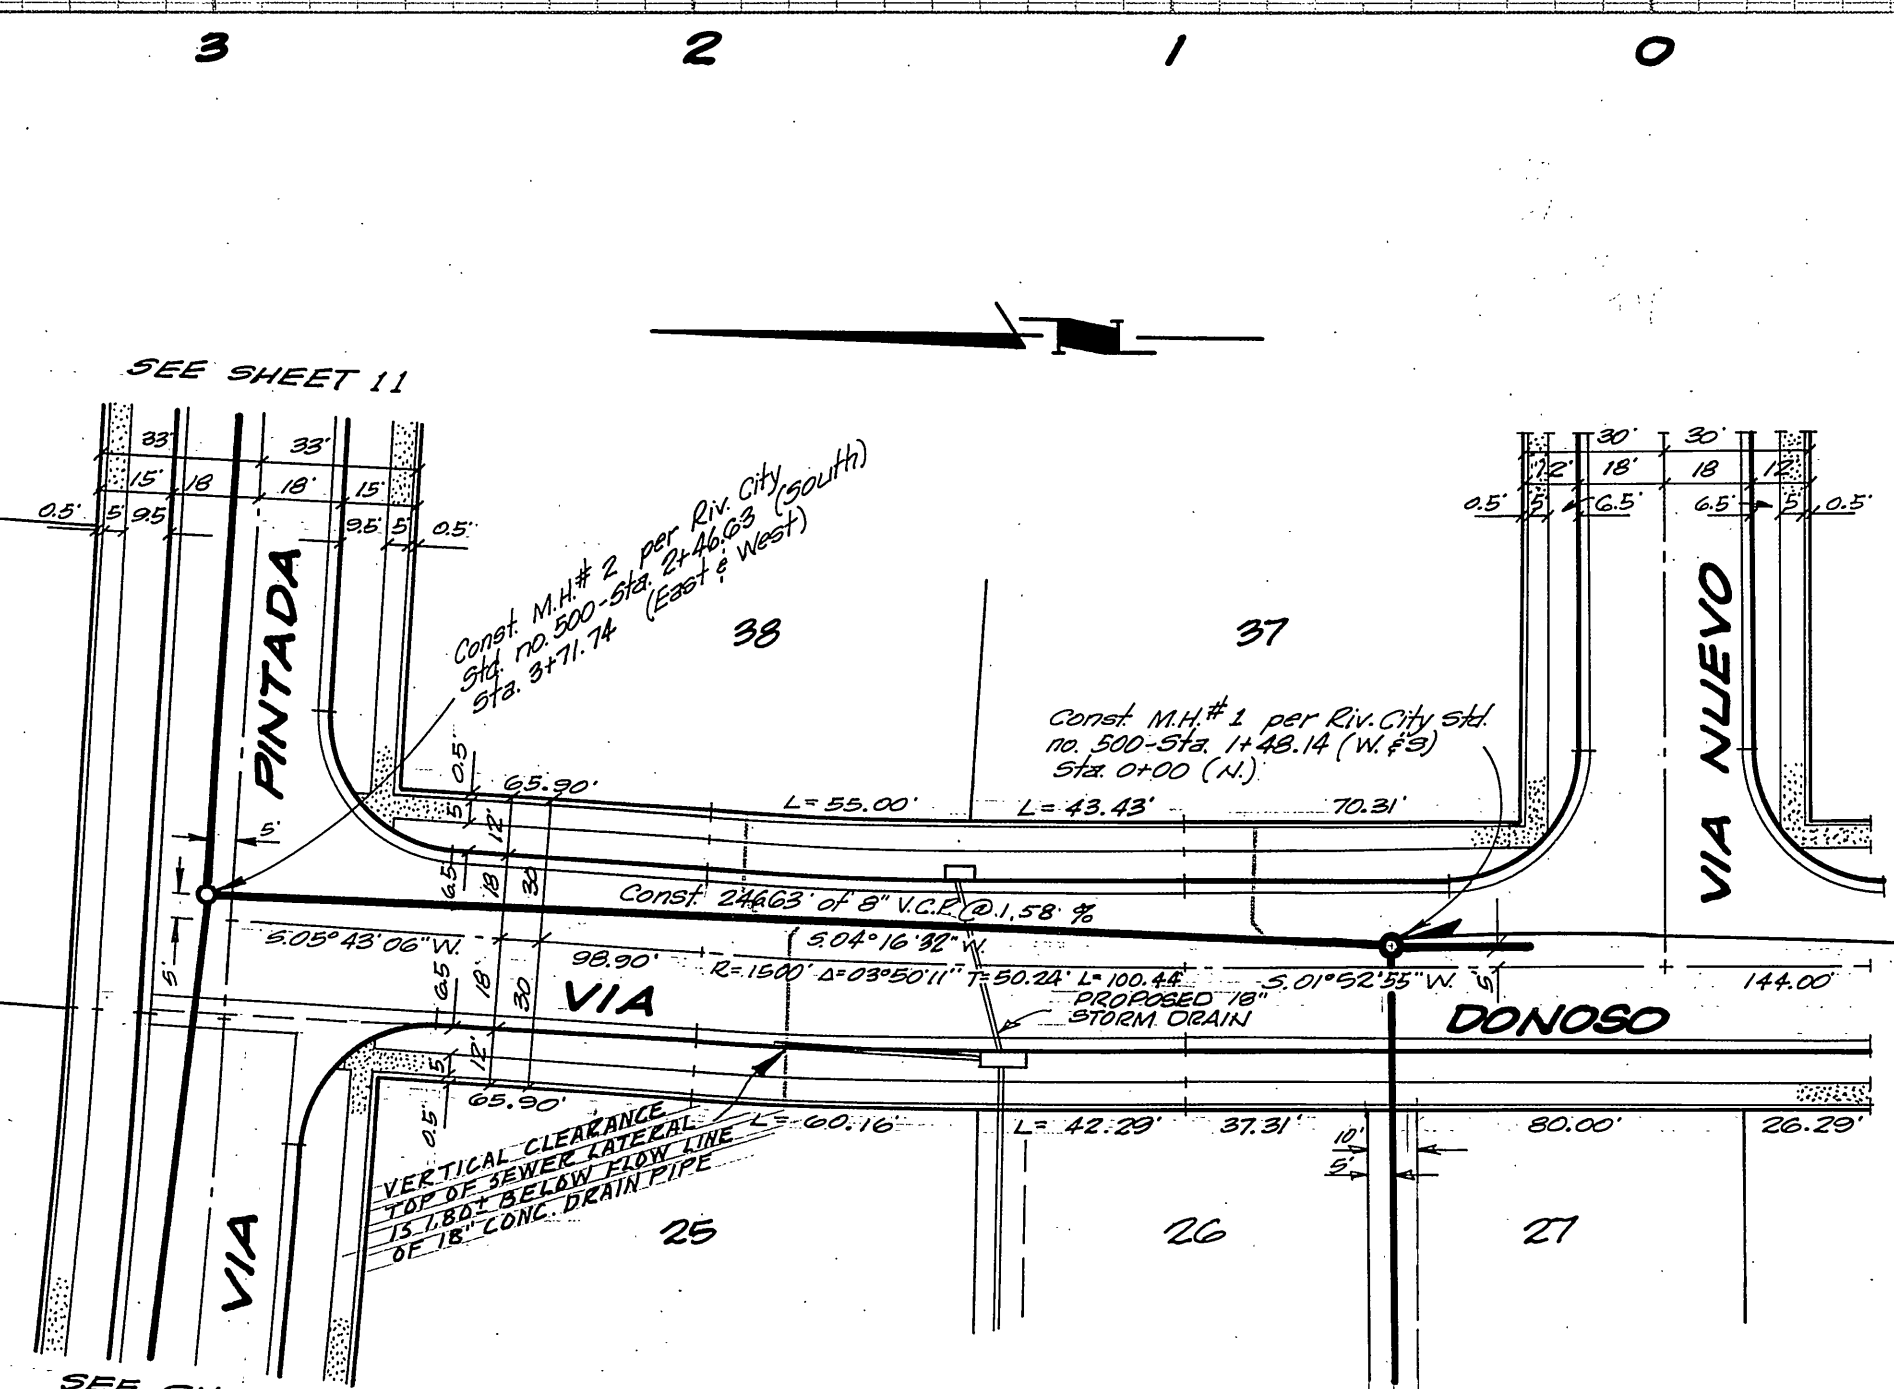 3 2 1 0
N
SEE SHEET 11
33' 33'
15' 18 18' 15'
0.5' 5' 9.5 9.5 5' 0.5'
30' 30'
12' 18' 18 12
0.5' 5' 6.5' 6.5' 5' 0.5'
Const. M.H.# 2 per Riv. City
Std. no. 500-Sta. 2+46.63 (South)
Sta. 3+71.74 (East & West)
PINTADA
38
37
VIA NUEVO
Const. M.H.# 1 per Riv. City Std.
no. 500-Sta. 1+48.14 (W. & S)
Sta. 0+00 (N.)
0.5' 65.90' L= 55.00' L= 43.43' 70.31'
5' 12'
5'
6.5 18' 30'
Const. 246.63' of 8" V.C.P. @ 1.58 %
S.05° 43' 06" W. S.04° 16' 32" W.
98.90' R= 1500' Δ=03°50'11" T=50.24' L=100.44 S.01°52'55" W. 5' 144.00'
5'
6.5 18' 30
VIA
PROPOSED 18"
STORM DRAIN
DONOSO
5' 12'
0.5' 65.90' L= 60.16' L= 42.29' 37.31' 80.00' 26.29'
10'
5'
VERTICAL CLEARANCE
TOP OF SEWER LATERAL
IS 1.80± BELOW FLOW LINE
OF 18" CONC. DRAIN PIPE
25 26 27
VIA
SEE